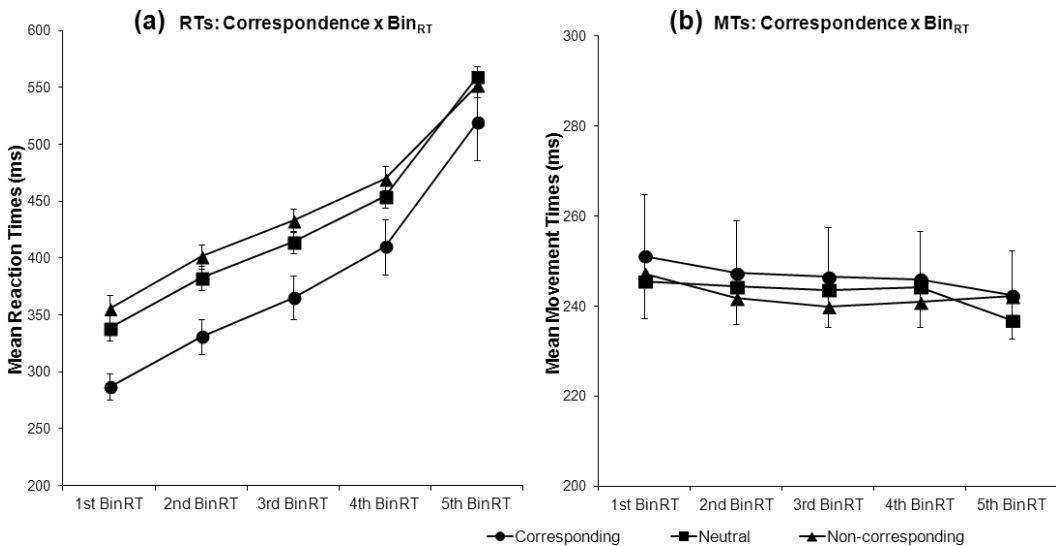 (a) RTs: Correspondence x BinRT
Mean Reaction Times (ms)
600
550
500
450
400
350
300
250
200
1st BinRT 2nd BinRT 3rd BinRT 4th BinRT 5th BinRT
(b) MTs: Correspondence x BinRT
Mean Movement Times (ms)
300
280
260
240
220
200
1st BinRT 2nd BinRT 3rd BinRT 4th BinRT 5th BinRT
Corresponding Neutral Non-corresponding